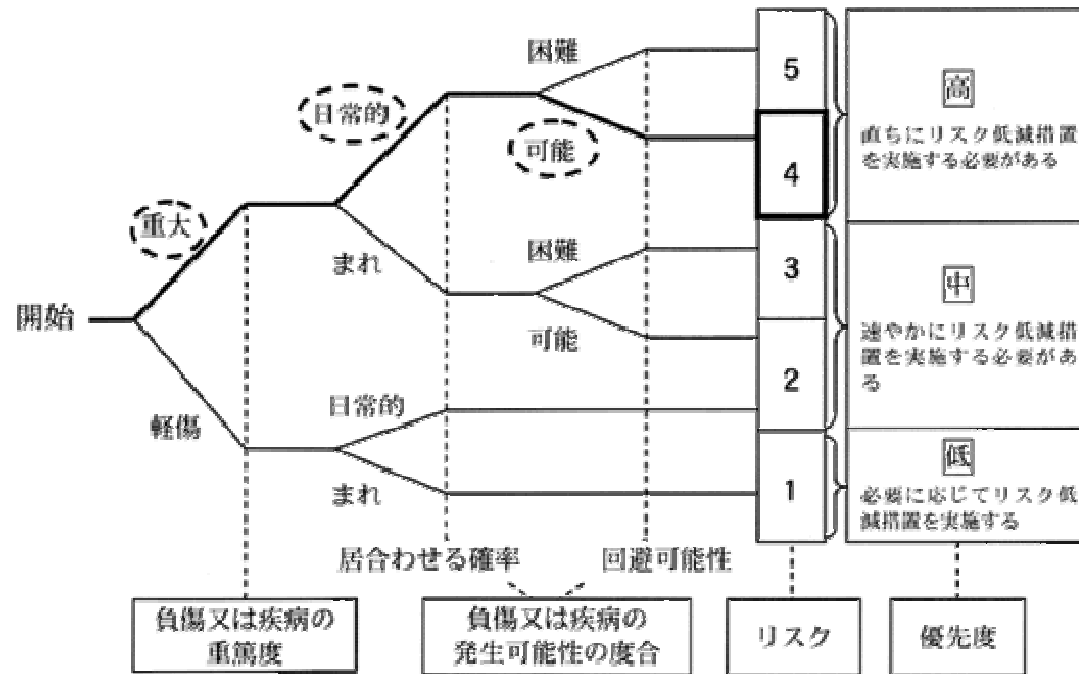 困難
5
高
直ちにリスク低減措置
を実施する必要がある
日常的
可能
4
重大
まれ
困難
3
中
速やかにリスク低減措
置を実施する必要があ
る
開始
可能
2
軽傷
日常的
まれ
1
低
必要に応じてリスク低
減措置を実施する
居合わせる確率
回避可能性
負傷又は疾病の
重篤度
負傷又は疾病の
発生可能性の度合
リスク
優先度